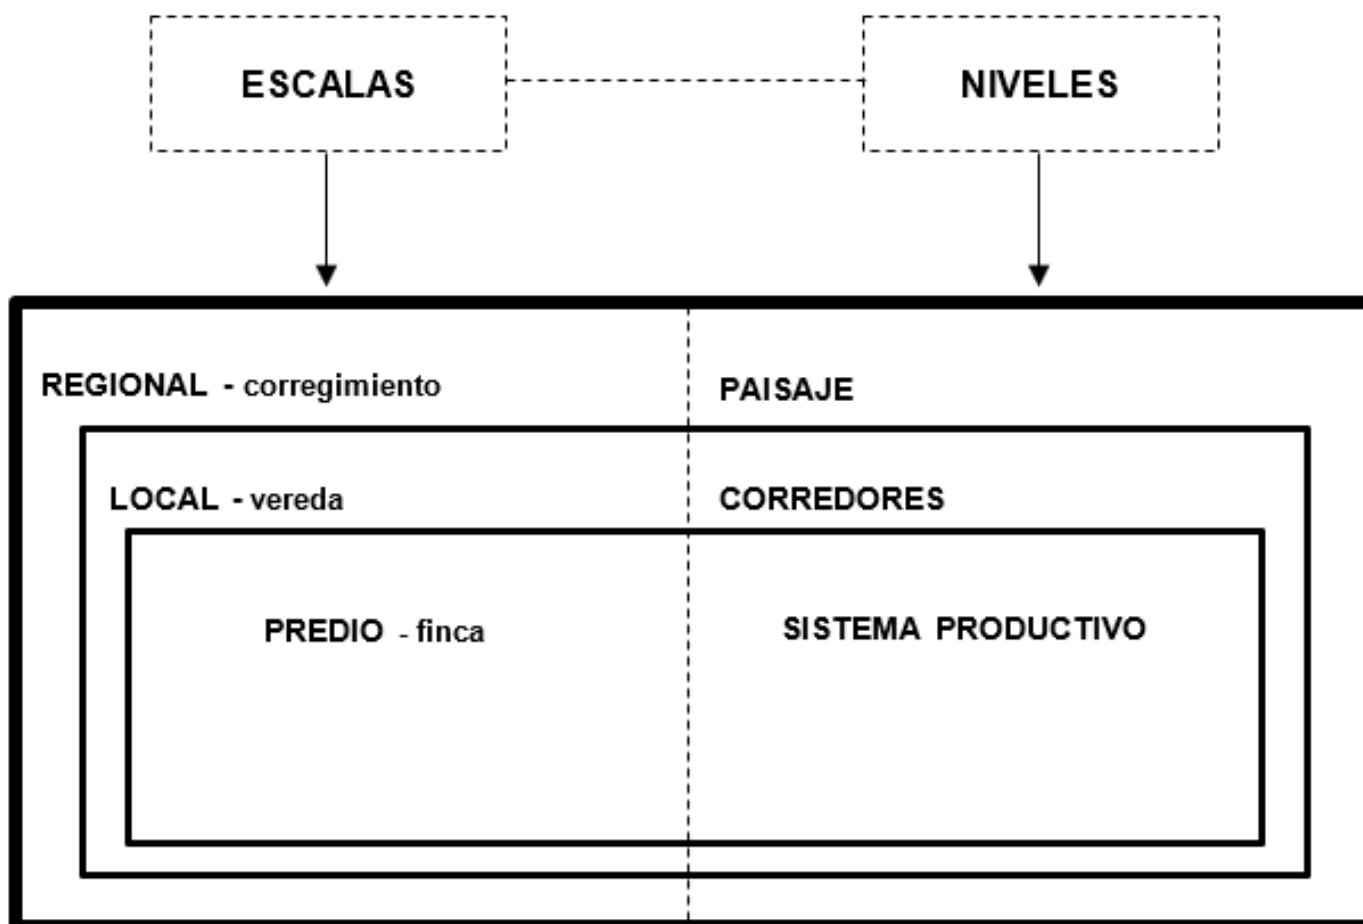 ESCALAS
NIVELES
REGIONAL - corregimiento
PAISAJE
LOCAL - vereda
CORREDORES
PREDIO - finca
SISTEMA PRODUCTIVO